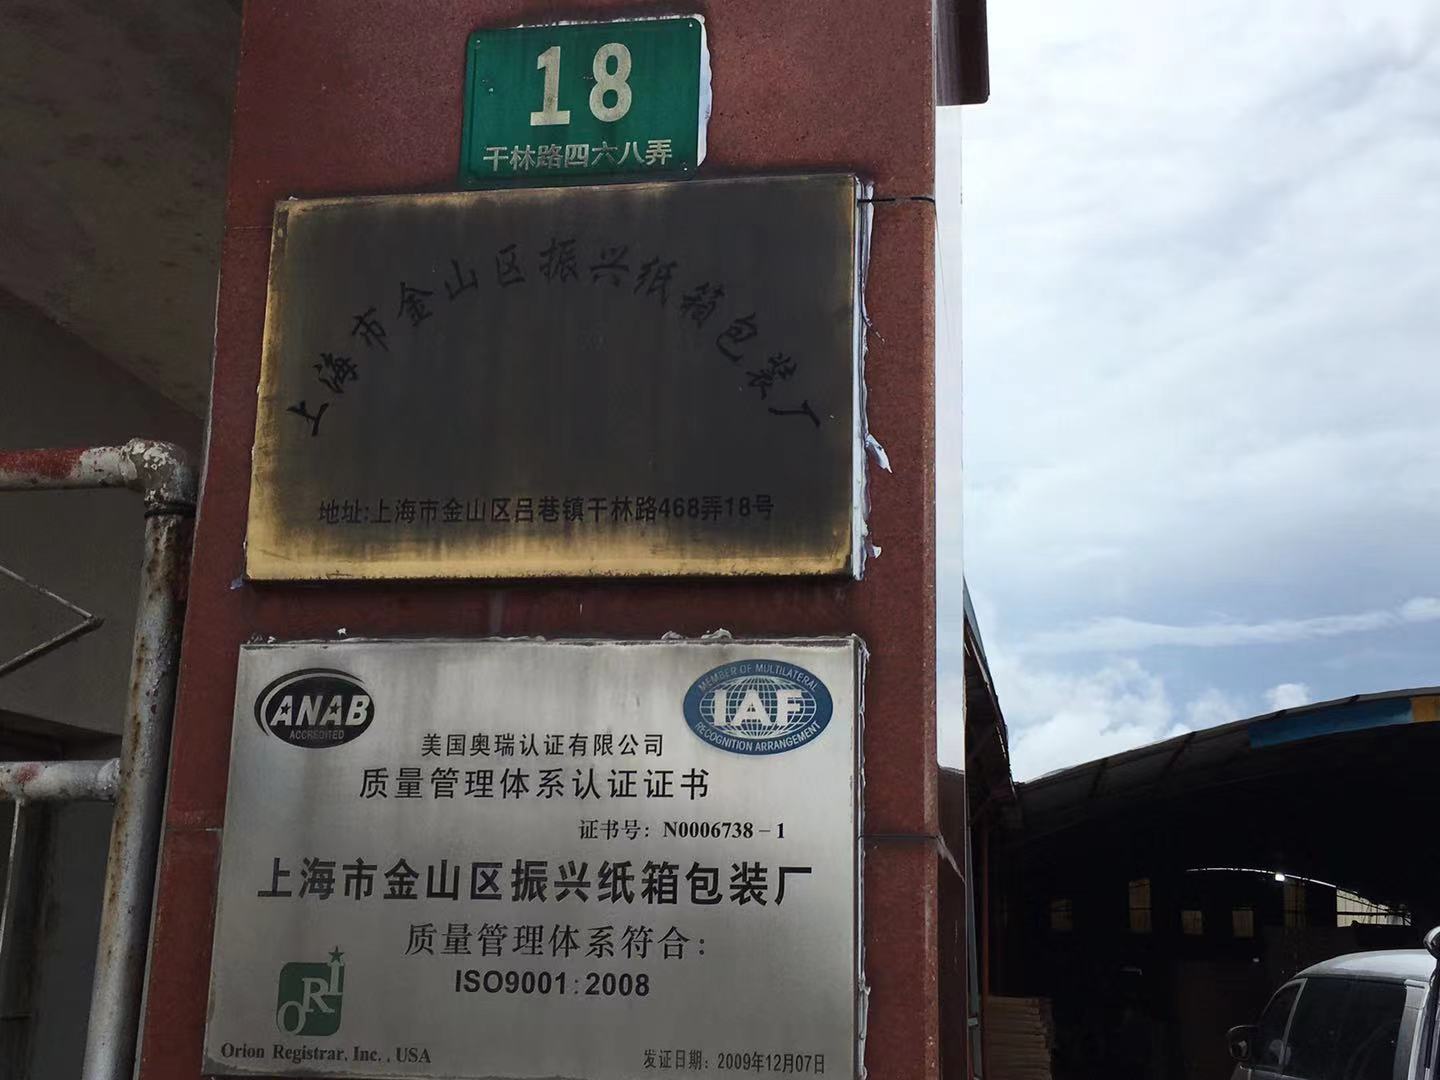 18
干林路四六八弄
上海市金山区振兴纸箱包装厂
地址:上海市金山区吕巷镇干林路468弄18号
ANAB
ACCREDITED
MEMBER OF MULTILATERAL
IAF
RECOGNITION ARRANGEMENT
美国奥瑞认证有限公司
质量管理体系认证证书
证书号：N0006738-1
上海市金山区振兴纸箱包装厂
质量管理体系符合：
ISO9001:2008
ORI
Orion Registrar, Inc., USA
发证日期：2009年12月07日